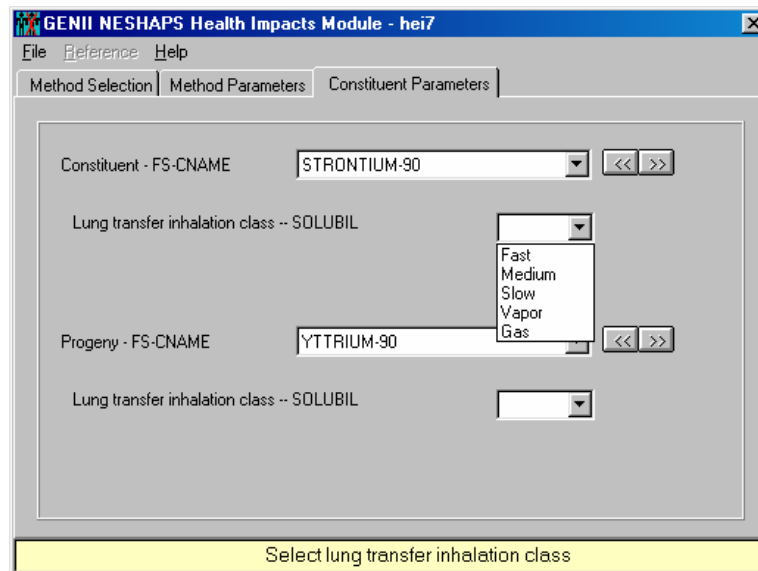 GENII NESHAPS Health Impacts Module - hei7
File Reference Help
Method Selection Method Parameters Constituent Parameters
Constituent - FS-CNAME STRONTIUM-90 << >>
Lung transfer inhalation class -- SOLUBIL
Fast
Medium
Slow
Vapor
Gas
Progeny - FS-CNAME YTTRIUM-90 << >>
Lung transfer inhalation class -- SOLUBIL
Select lung transfer inhalation class